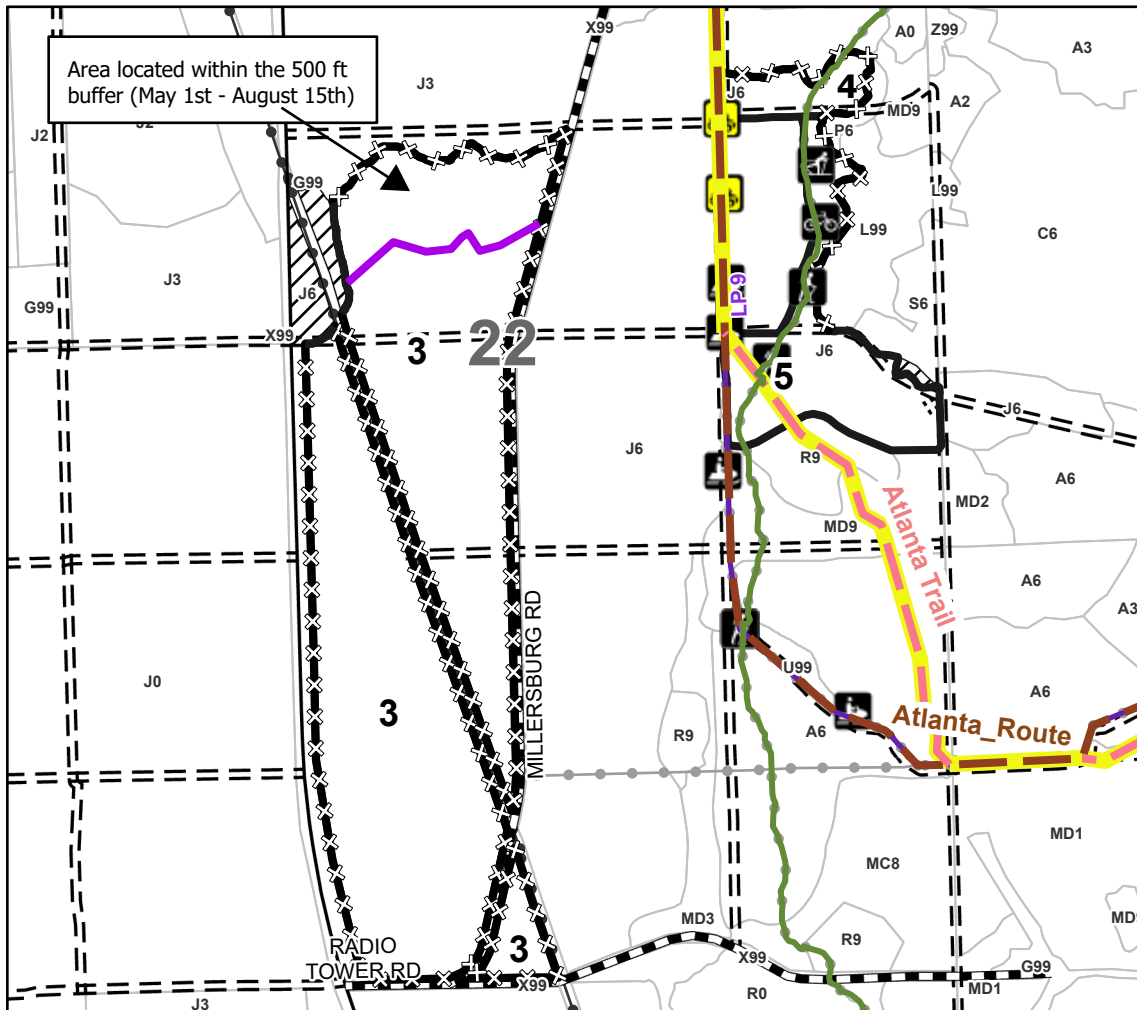 X99
A0
Z99
A3
Area located within the 500 ft
buffer (May 1st - August 15th)
J3
J6
4
MD9
A2
J2
P6
G99
L99
L99
C6
J3
J6
LP 9
G99
S6
X99
3
22
J6
5
J6
J6
R9
A6
Atlanta Trail
MD2
MD9
A6
A3
MILLERSBURG RD
U99
J0
A6
3
Atlanta_Route
R9
A6
MD1
MC8
MD3
RADIO
TOWER RD
3
X99
R9
X99
G99
R0
MD1
J3